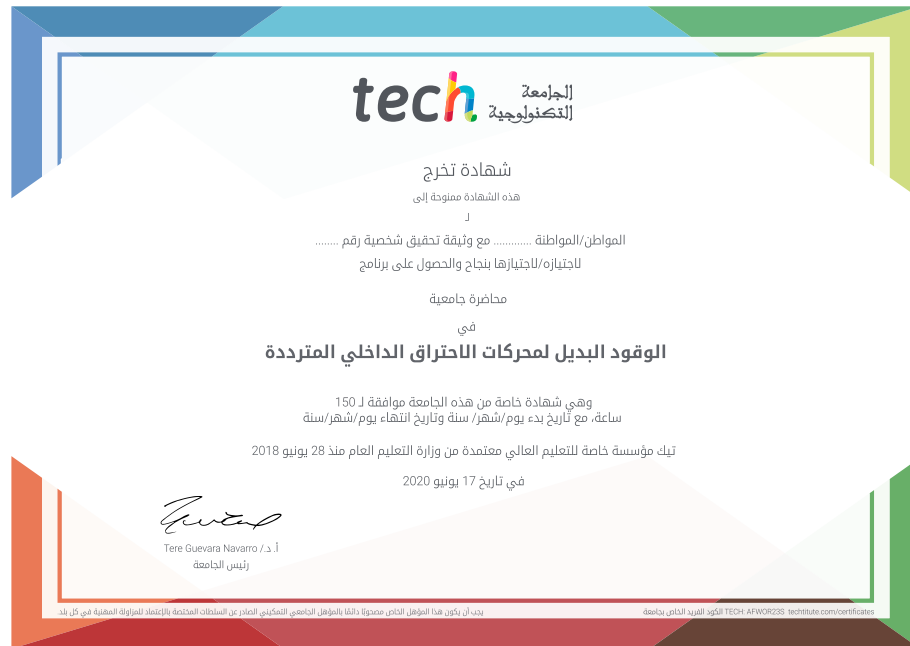 tech الجامعة
التكنولوجية
شهادة تخرج
هذه الشهادة ممنوحة إلى
لـ
المواطن/المواطنة ............. مع وثيقة تحقيق شخصية رقم ........
لاجتيازه/لاجتيازها بنجاح والحصول على برنامج
محاضرة جامعية
في
الوقود البديل لمحركات الاحتراق الداخلي المترددة
وهي شهادة خاصة من هذه الجامعة موافقة لـ 150
ساعة، مع تاريخ بدء يوم/شهر/ سنة وتاريخ انتهاء يوم/شهر/سنة
تيك مؤسسة خاصة للتعليم العالي معتمدة من وزارة التعليم العام منذ 28 يونيو 2018
في تاريخ 17 يونيو 2020
أ. د./ Tere Guevara Navarro
رئيس الجامعة
يجب أن يكون هذا المؤهل الخاص مصحوبًا دائمًا بالمؤهل الجامعي التمكيني الصادر عن السلطات المختصة بالإعتماد للمزاولة المهنية في كل بلد.
الكود الفريد الخاص بجامعة TECH: AFWOR23S techtitute.com/certificates